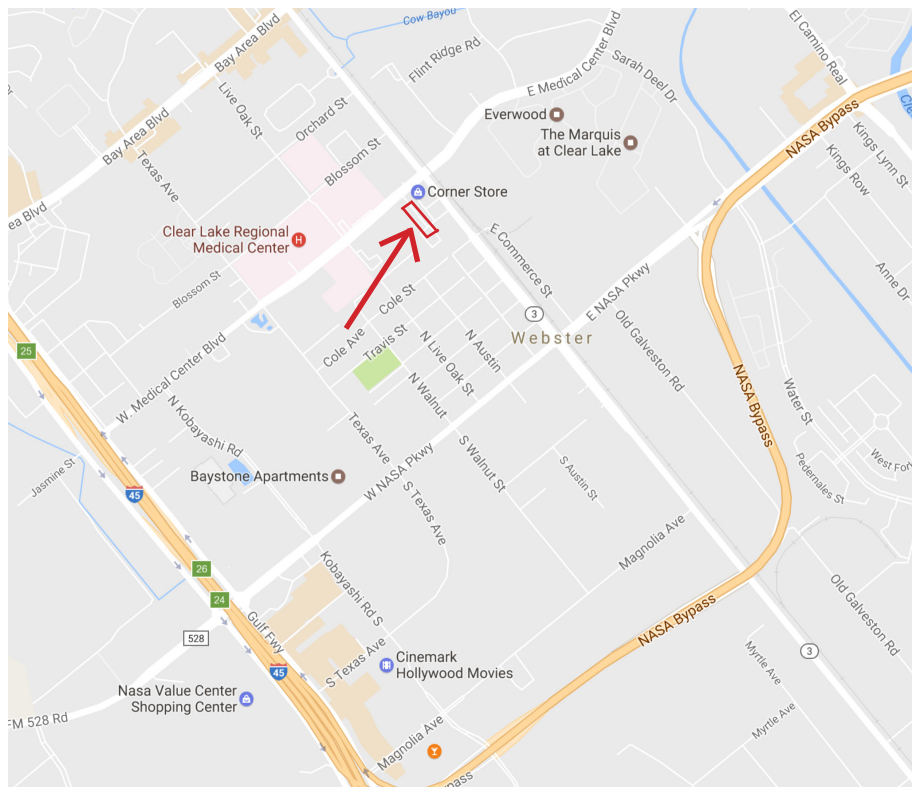 Cow Bayou
El Camino Real
Bay Area Blvd
Flint Ridge Rd
E Medical Center Blvd
Sarah Deel Dr
Live Oak St
Orchard St
Everwood
The Marquis
at Clear Lake
NASA Bypass
Kings Lynn St
Kings Row
Bay Area Blvd
Texas Ave
Blossom St
Corner Store
ea Blvd
Clear Lake Regional
Medical Center
E Commerce St
E NASA Pkwy
Anne Dr
Blossom St
Cole St
3
Webster
Old Galveston Rd
25
W. Medical Center Blvd
Cole Ave
Travis St
N Live Oak St
N Austin
N Walnut
NASA Bypass
Water St
N Kobayashi Rd
Texas Ave
W NASA Pkwy
S Walnut St
S Austin St
West For
Pedernales St
Jasmine St
45
Baystone Apartments
S Texas Ave
Magnolia Ave
26
24
Kobayashi Rd S
Gulf Fwy
528
NASA Bypass
Old Galveston Rd
3
45
S Texas Ave
Cinemark
Hollywood Movies
Myrtle Ave
Nasa Value Center
Shopping Center
FM 528 Rd
Magnolia Ave
Myrtle Ave
ypass
H